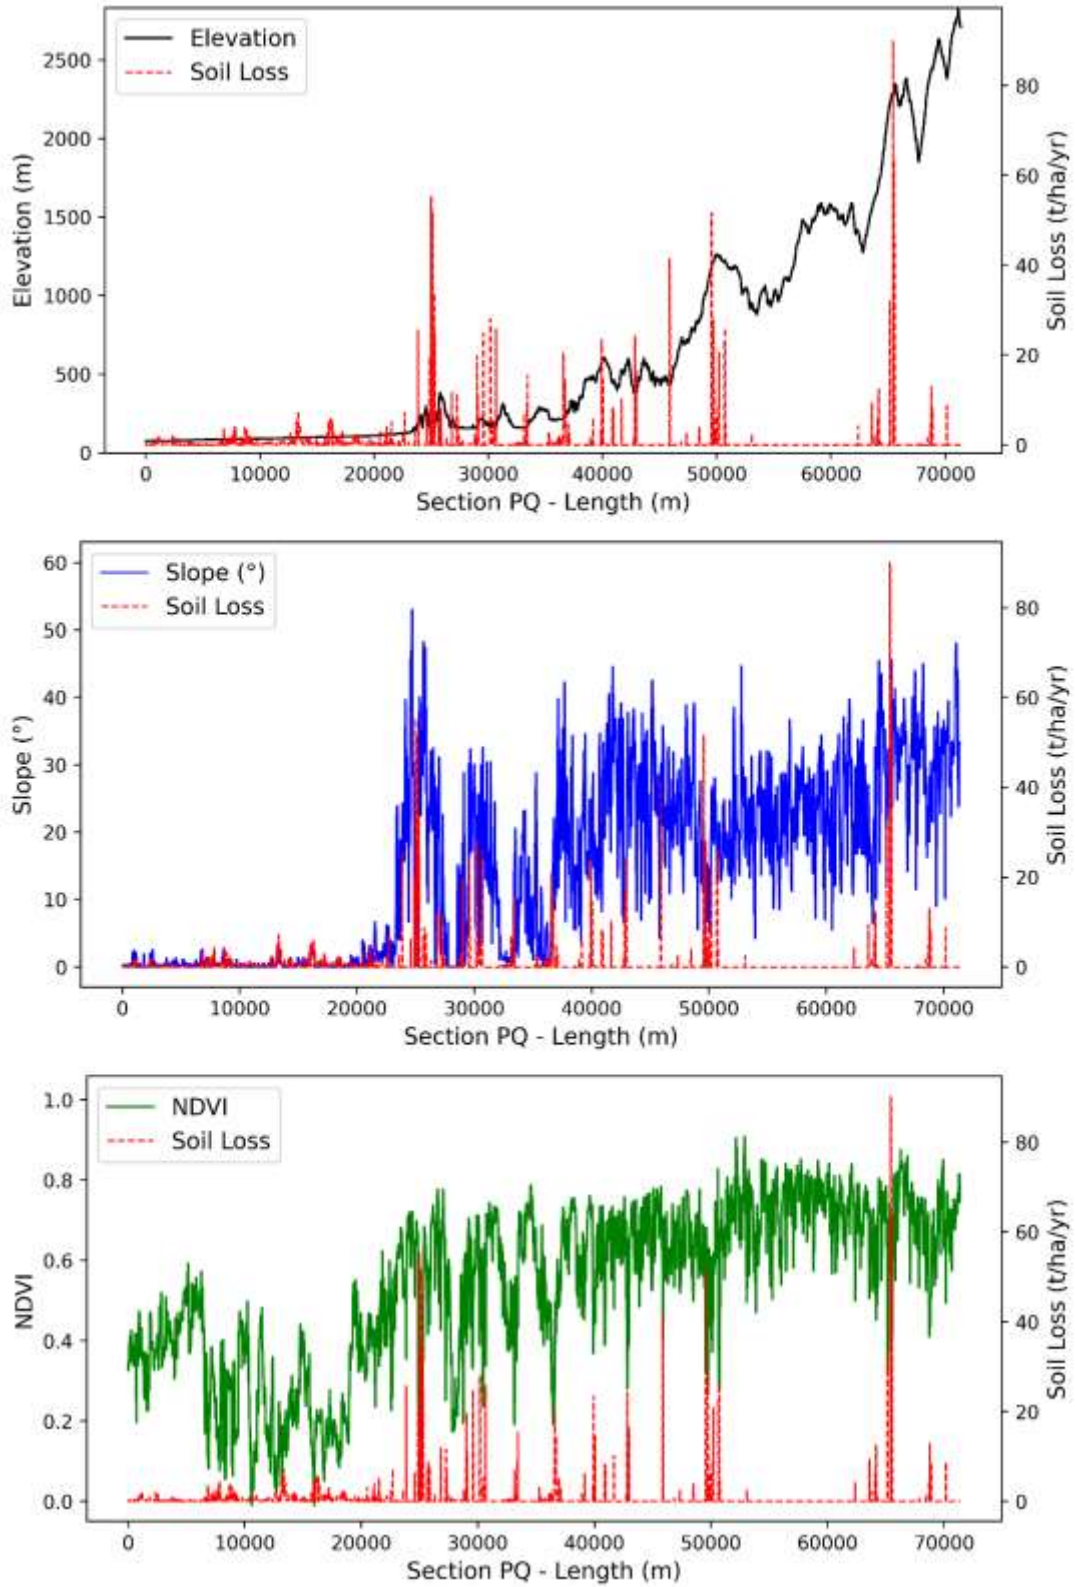 Elevation
Soil Loss
Elevation (m)
0
500
1000
1500
2000
2500
Soil Loss (t/ha/yr)
0
20
40
60
80
0 10000 20000 30000 40000 50000 60000 70000
Section PQ - Length (m)
Slope (°)
Soil Loss
Slope (°)
0
10
20
30
40
50
60
Soil Loss (t/ha/yr)
0
20
40
60
80
0 10000 20000 30000 40000 50000 60000 70000
Section PQ - Length (m)
NDVI
Soil Loss
NDVI
0.0
0.2
0.4
0.6
0.8
1.0
Soil Loss (t/ha/yr)
0
20
40
60
80
0 10000 20000 30000 40000 50000 60000 70000
Section PQ - Length (m)